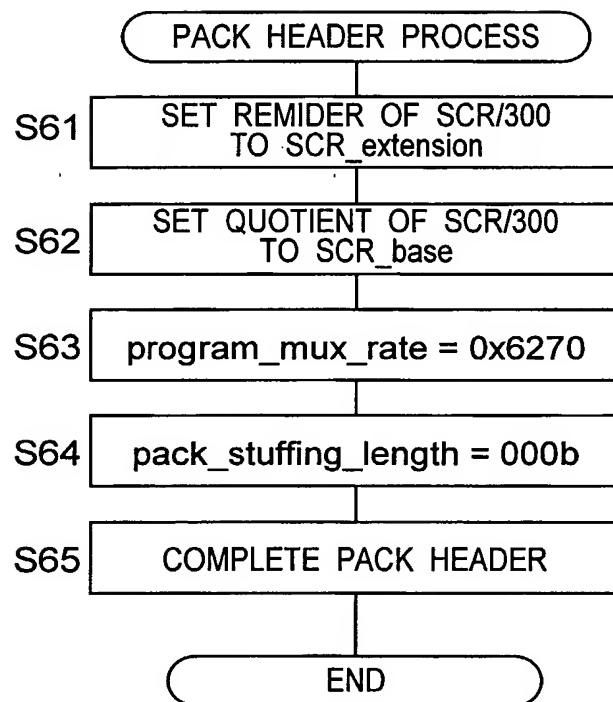 PACK HEADER PROCESS
S61
SET REMIDER OF SCR/300
TO SCR_extension
S62
SET QUOTIENT OF SCR/300
TO SCR_base
S63
program_mux_rate = 0x6270
S64
pack_stuffing_length = 000b
S65
COMPLETE PACK HEADER
END